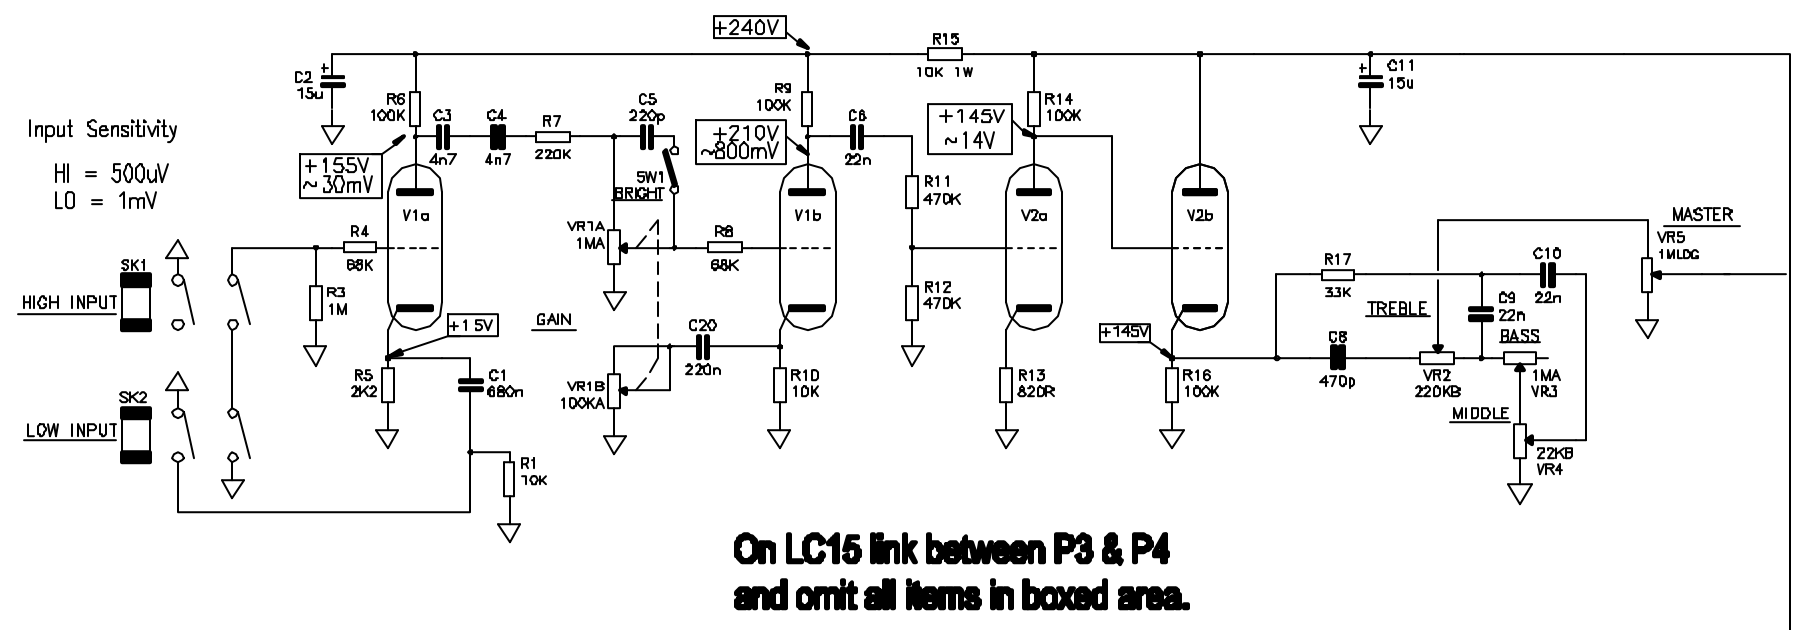 +240V
R15
10K 1W
C2
15u
R6
100K
C3
4n7
C4
4n7
R7
220K
C5
220p
R9
100K
C6
22n
R14
100K
C11
15u
+145V
~14V
+210V
~800mV
+155V
~30mV
Input Sensitivity
HI = 500uV
LO = 1mV
V1a
SW1
BRIGHT
V1b
R11
470K
V2a
V2b
VR1A
1MA
R4
68K
R8
68K
MASTER
VR5
1MLOG
SK1
HIGH INPUT
R3
1M
R12
470K
R17
33K
C10
22n
C9
22n
TREBLE
+1.5V
GAIN
C20
220n
+145V
C8
470p
BASS
R5
2K2
C1
680n
VR1B
100KA
R10
10K
R13
820R
R16
100K
VR2
220KB
1MA
VR3
SK2
LOW INPUT
MIDDLE
22KB
VR4
R1
10K
On LC15 link between P3 & P4
and omit all items in boxed area.